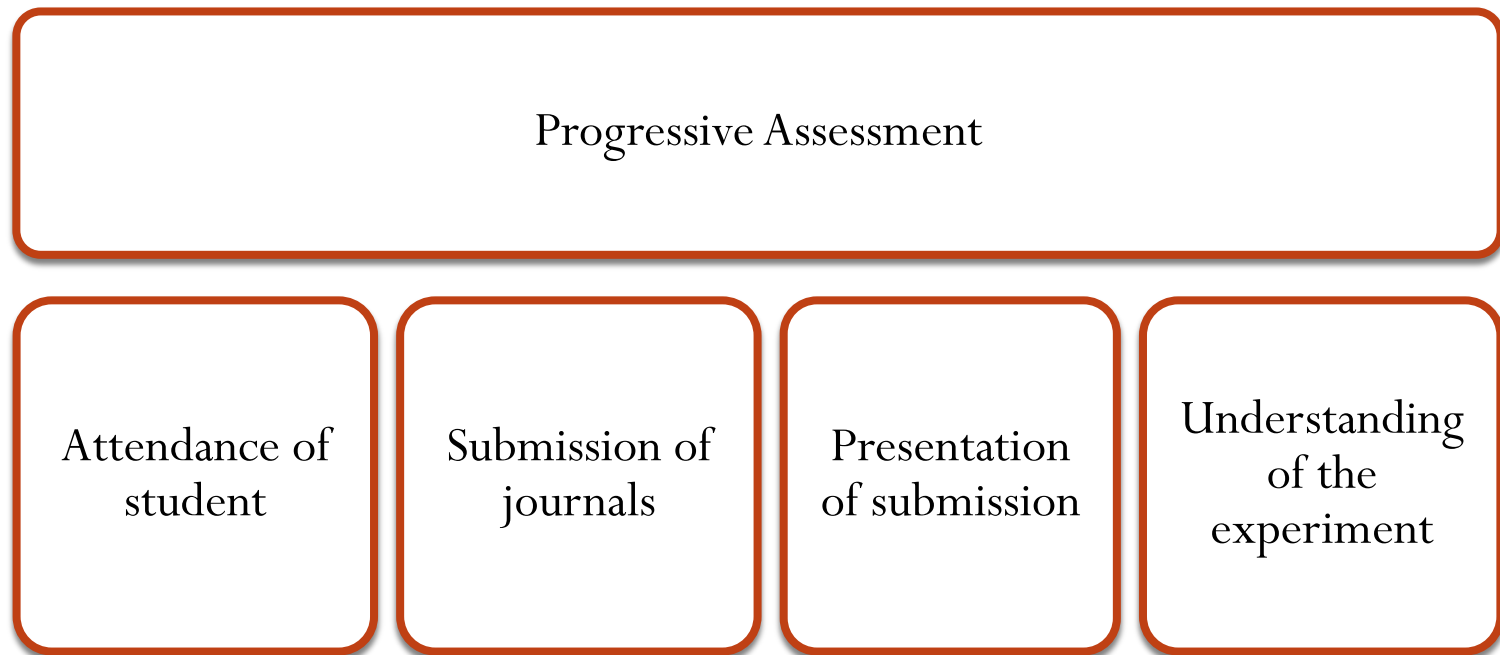 Progressive Assessment
Attendance of
student
Submission of
journals
Presentation
of submission
Understanding
of the
experiment